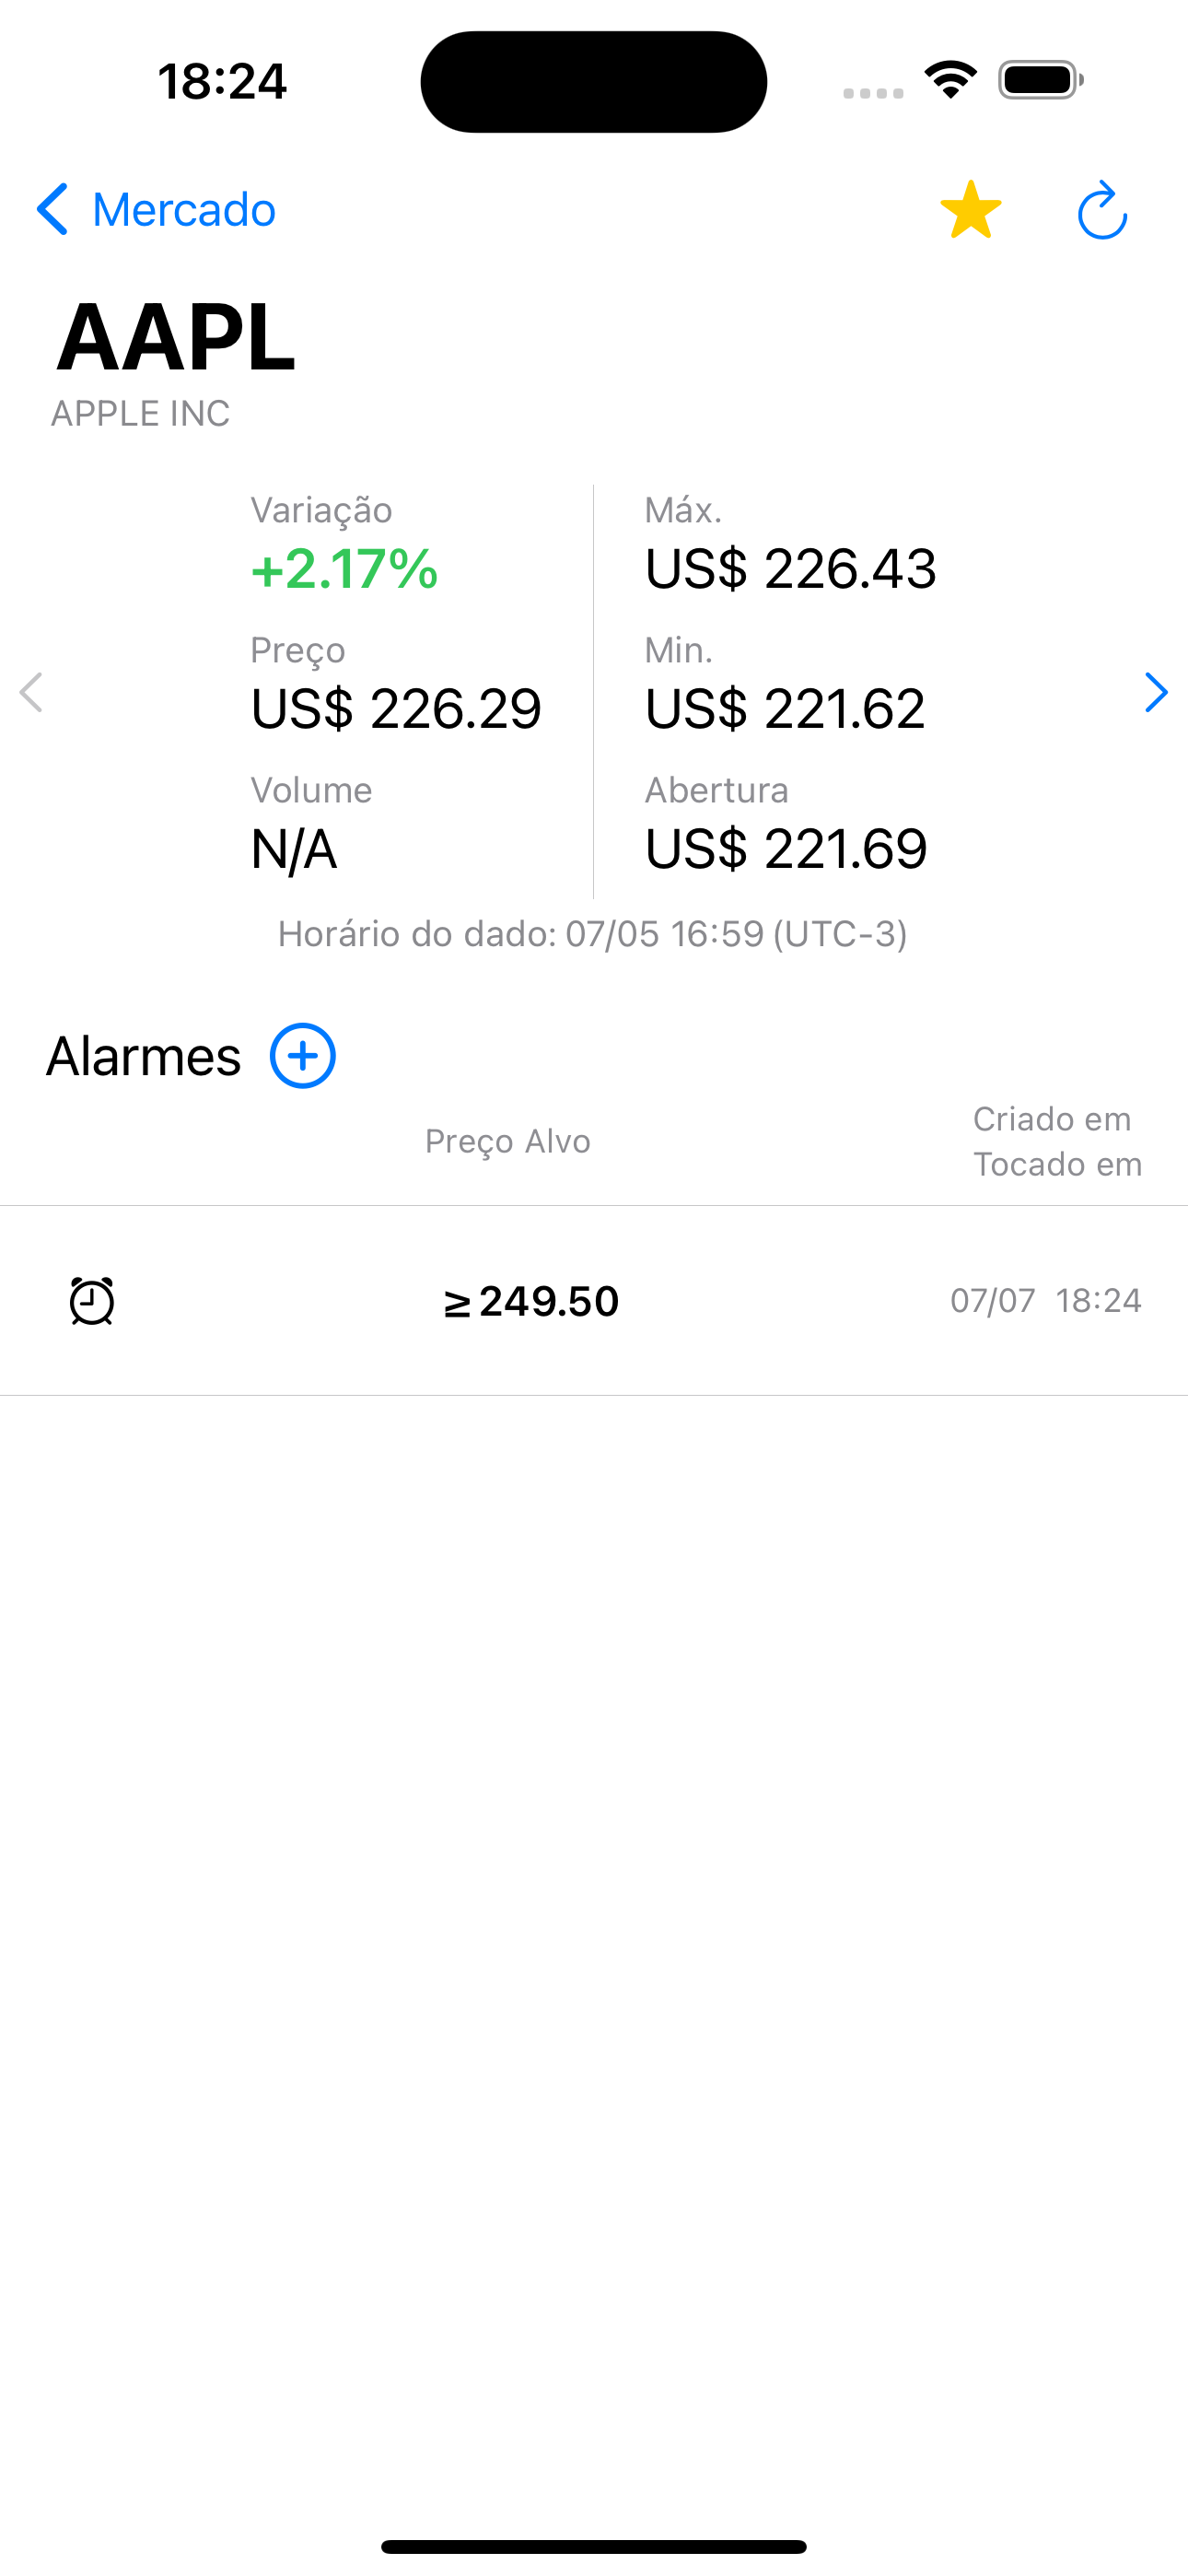 18:24
Mercado
AAPL
APPLE INC
Variação
+2.17%
Máx.
US$ 226.43
Preço
US$ 226.29
Min.
US$ 221.62
Volume
N/A
Abertura
US$ 221.69
Horário do dado: 07/05 16:59 (UTC-3)
Alarmes
Preço Alvo
Criado em
Tocado em
≥ 249.50
07/07 18:24